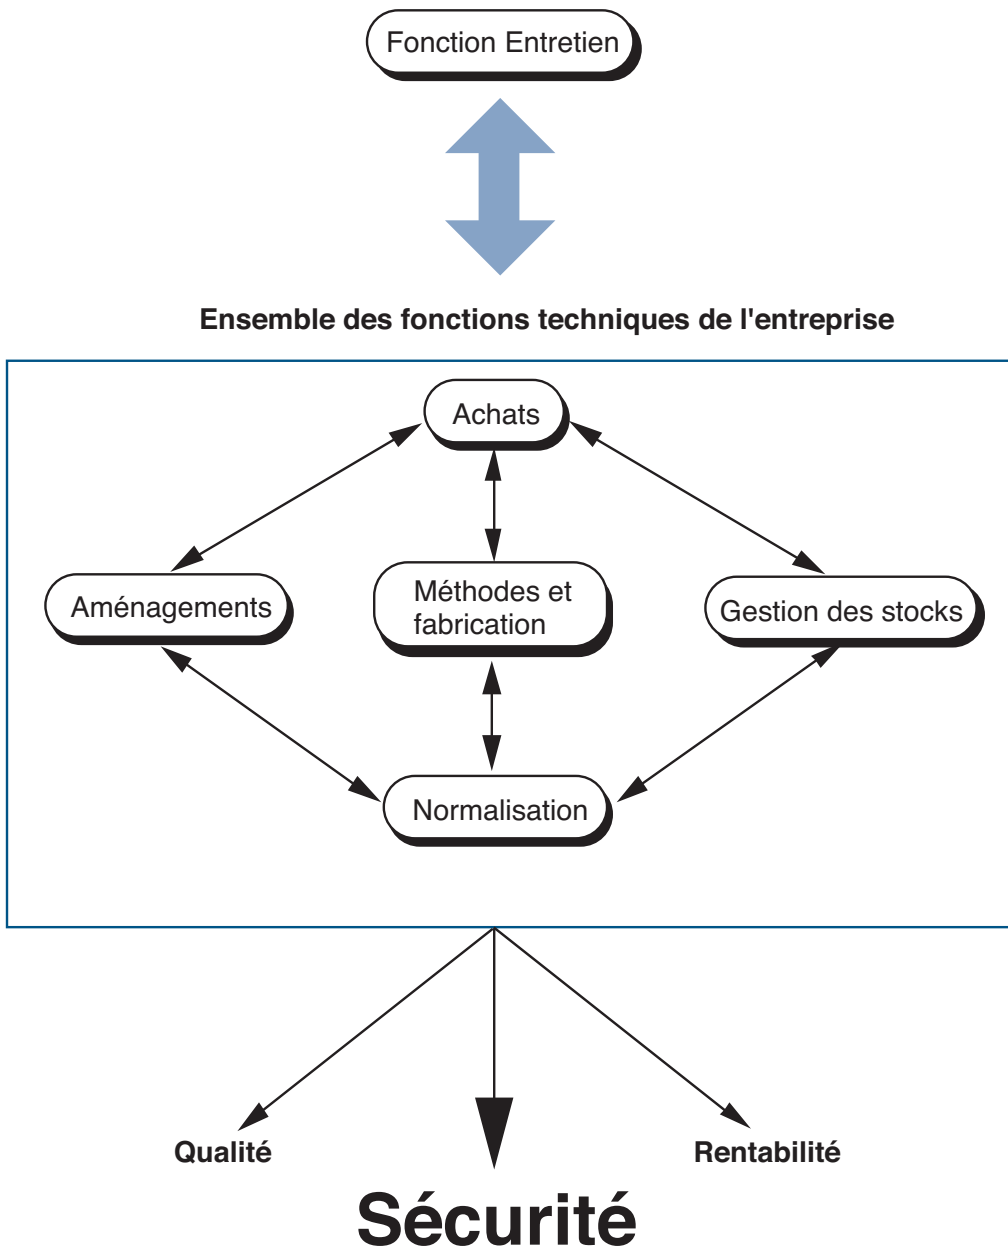 Fonction Entretien
Ensemble des fonctions techniques de l'entreprise
Achats
Aménagements
Méthodes et
fabrication
Gestion des stocks
Normalisation
Qualité
Rentabilité
Sécurité